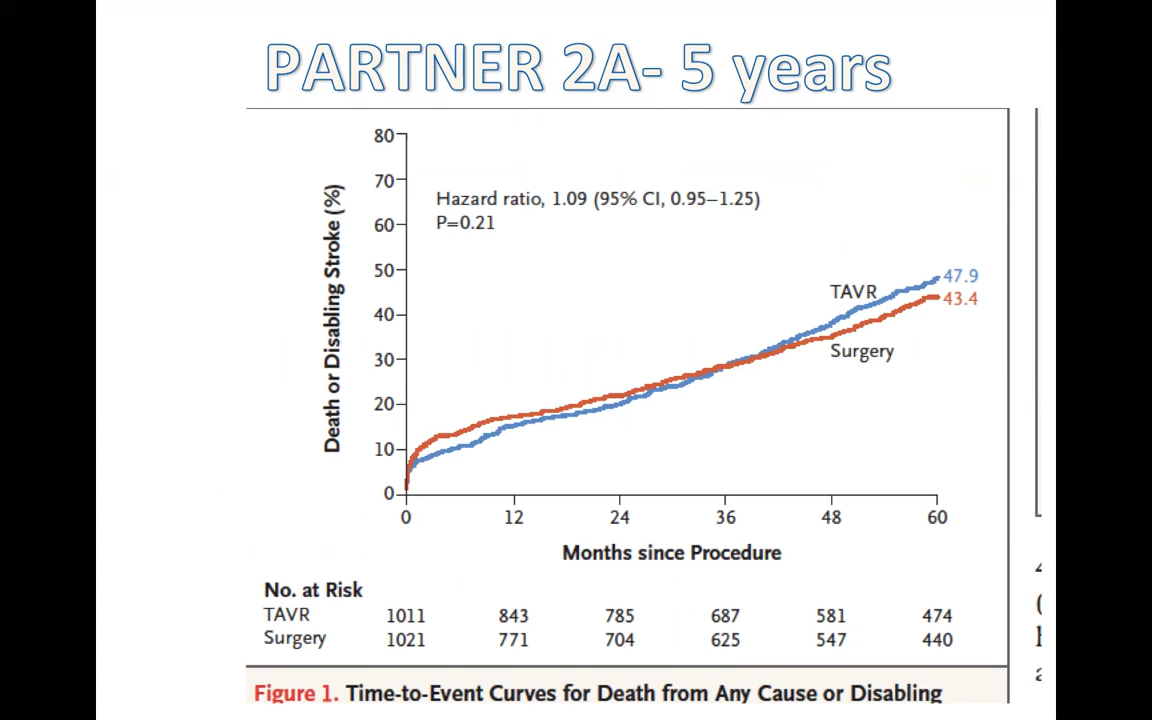 PARTNER 2A- 5 years
80
70
60
50
40
30
20
10
0
Death or Disabling Stroke (%)
Hazard ratio, 1.09 (95% CI, 0.95–1.25)
P=0.21
TAVR
47.9
43.4
Surgery
0 12 24 36 48 60
Months since Procedure
No. at Risk
TAVR 1011 843 785 687 581 474
Surgery 1021 771 704 625 547 440
Figure 1. Time-to-Event Curves for Death from Any Cause or Disabling